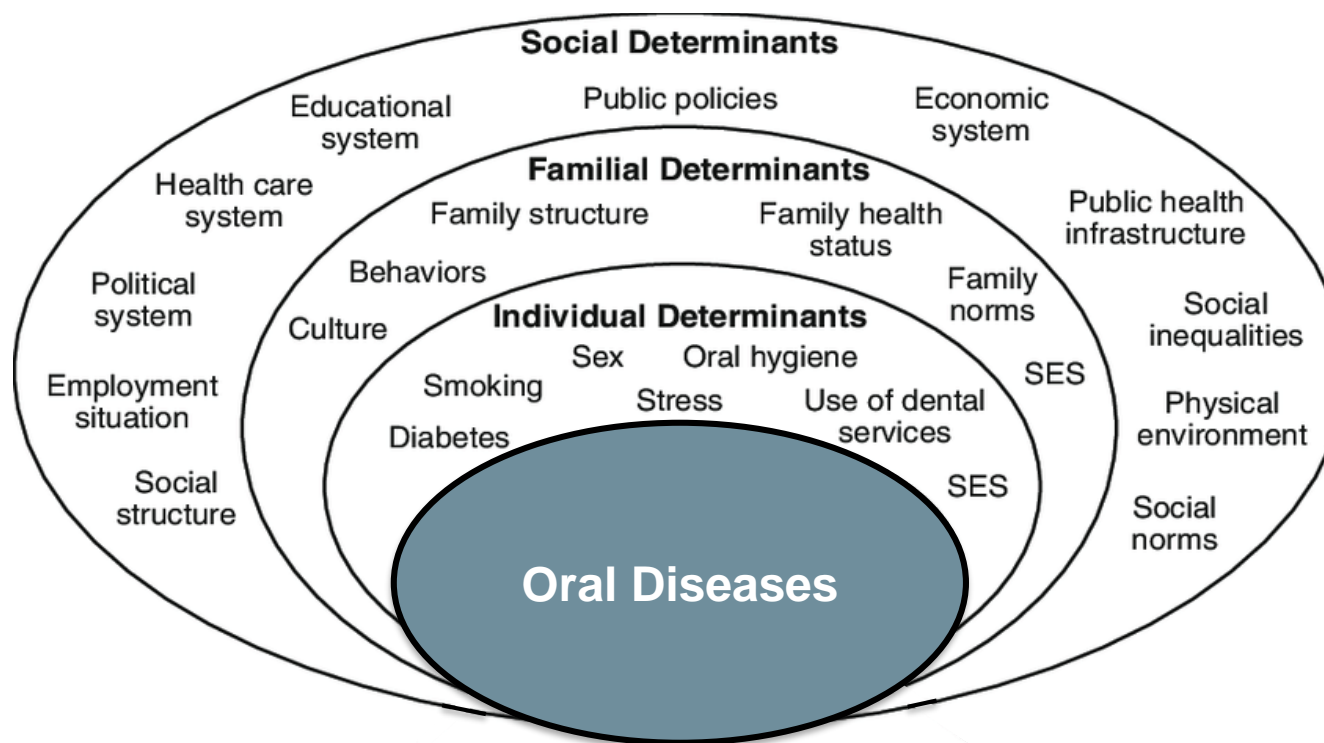 Social Determinants
Educational
system
Public policies
Economic
system
Health care
system
Public health
infrastructure
Political
system
Social
inequalities
Employment
situation
Physical
environment
Social
structure
Social
norms
Familial Determinants
Family structure
Family health
status
Behaviors
Family
norms
Culture
SES
Individual Determinants
Sex
Oral hygiene
Smoking
Stress
Use of dental
services
Diabetes
SES
Oral Diseases